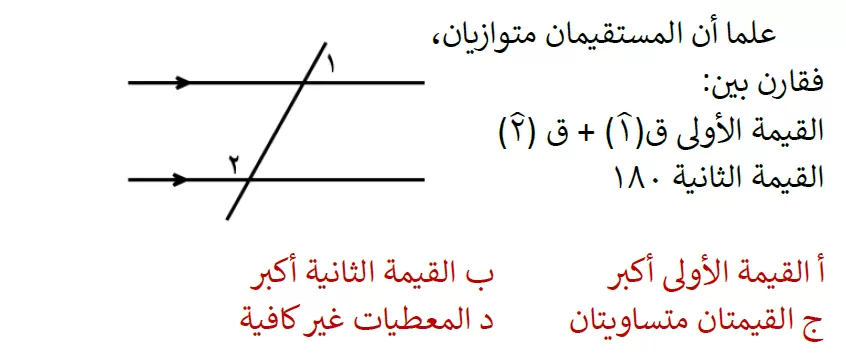 علما أن المستقيمان متوازيان،
فقارن بين:
القيمة الأولى ق(١̂) + ق (٢̂)
القيمة الثانية ١٨٠
١
٢
أ القيمة الأولى أكبر
ب القيمة الثانية أكبر
ج القيمتان متساويتان
د المعطيات غير كافية